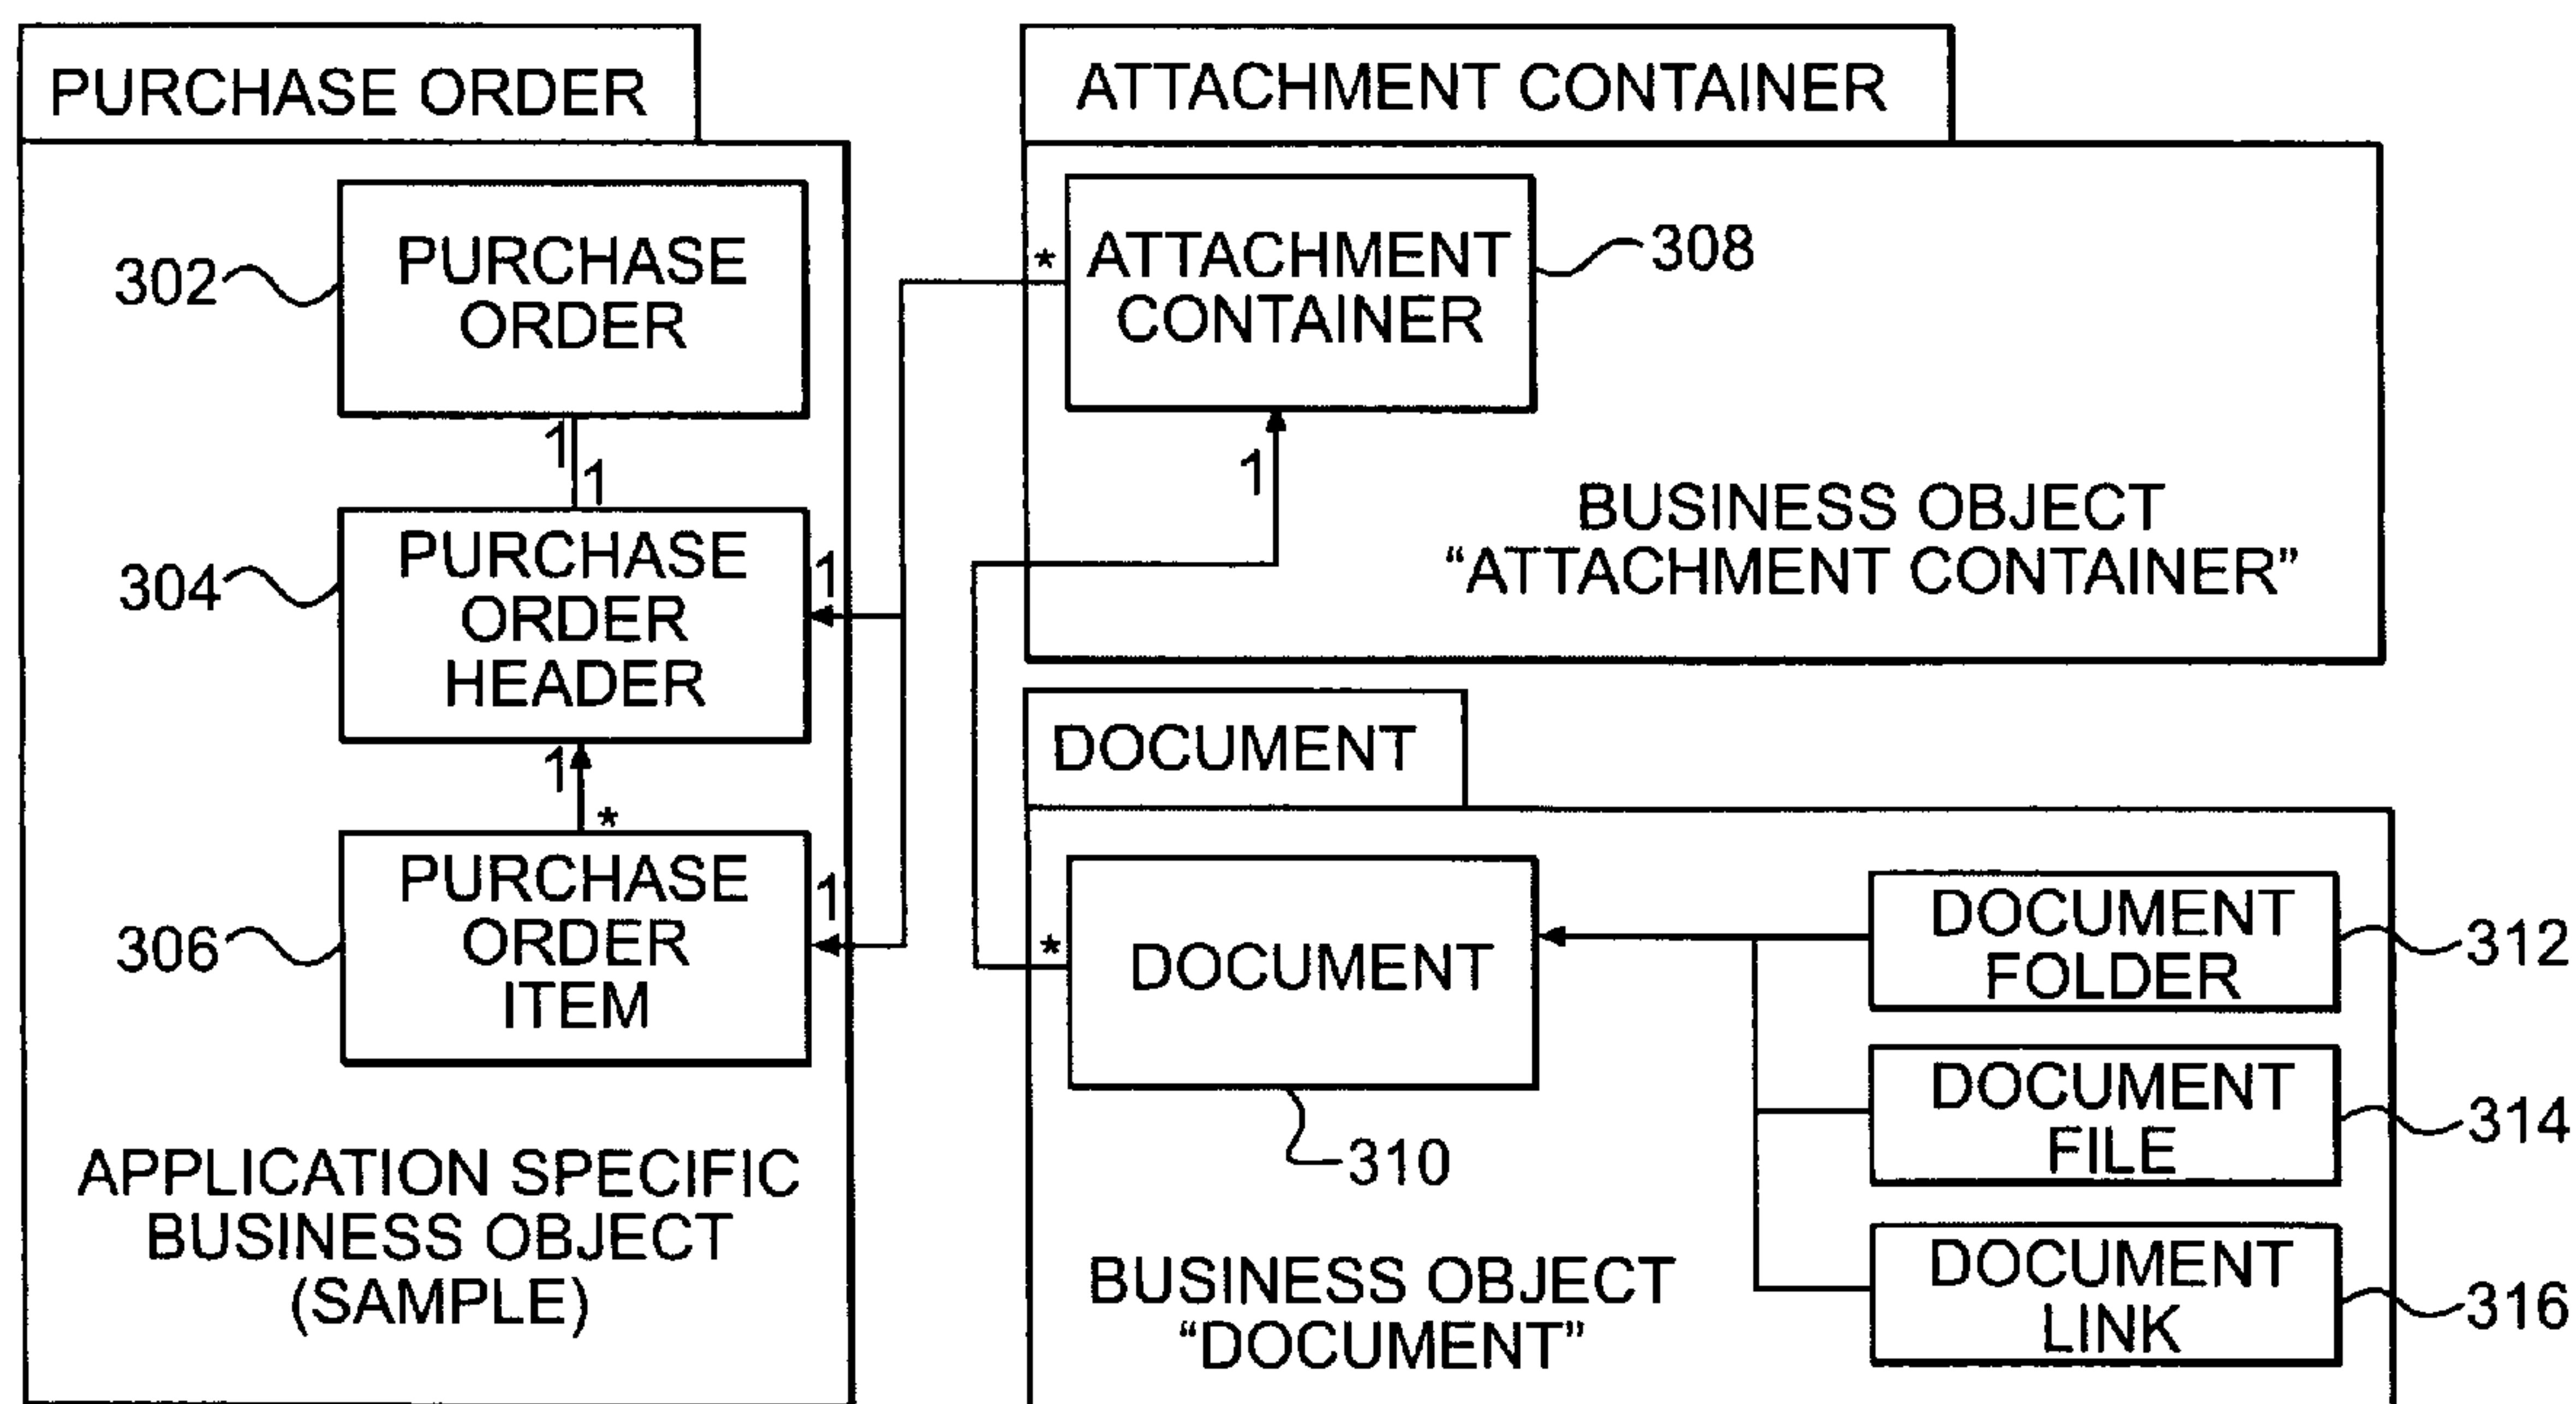 PURCHASE ORDER
302
PURCHASE
ORDER
1
1
304
PURCHASE
ORDER
HEADER
1
1
*
306
PURCHASE
ORDER
ITEM
1
APPLICATION SPECIFIC
BUSINESS OBJECT
(SAMPLE)
ATTACHMENT CONTAINER
*
ATTACHMENT
CONTAINER
308
1
BUSINESS OBJECT
“ATTACHMENT CONTAINER”
DOCUMENT
*
DOCUMENT
310
BUSINESS OBJECT
“DOCUMENT”
DOCUMENT
FOLDER
312
DOCUMENT
FILE
314
DOCUMENT
LINK
316